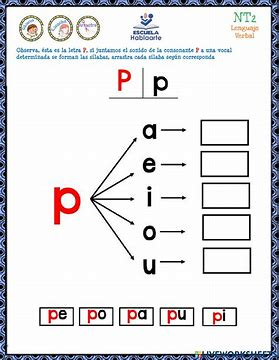 ESCUELA
Hablaarte
NT2
Lenguaje
Verbal
Observa, ésta es la letra P, si juntamos el sonido de la consonante P a una vocal
determinada se forman las sílabas, arrastra cada sílaba según corresponda
P p
a
e
p i
o
u
pe po pa pu pi
LIVEWORKSHEETS